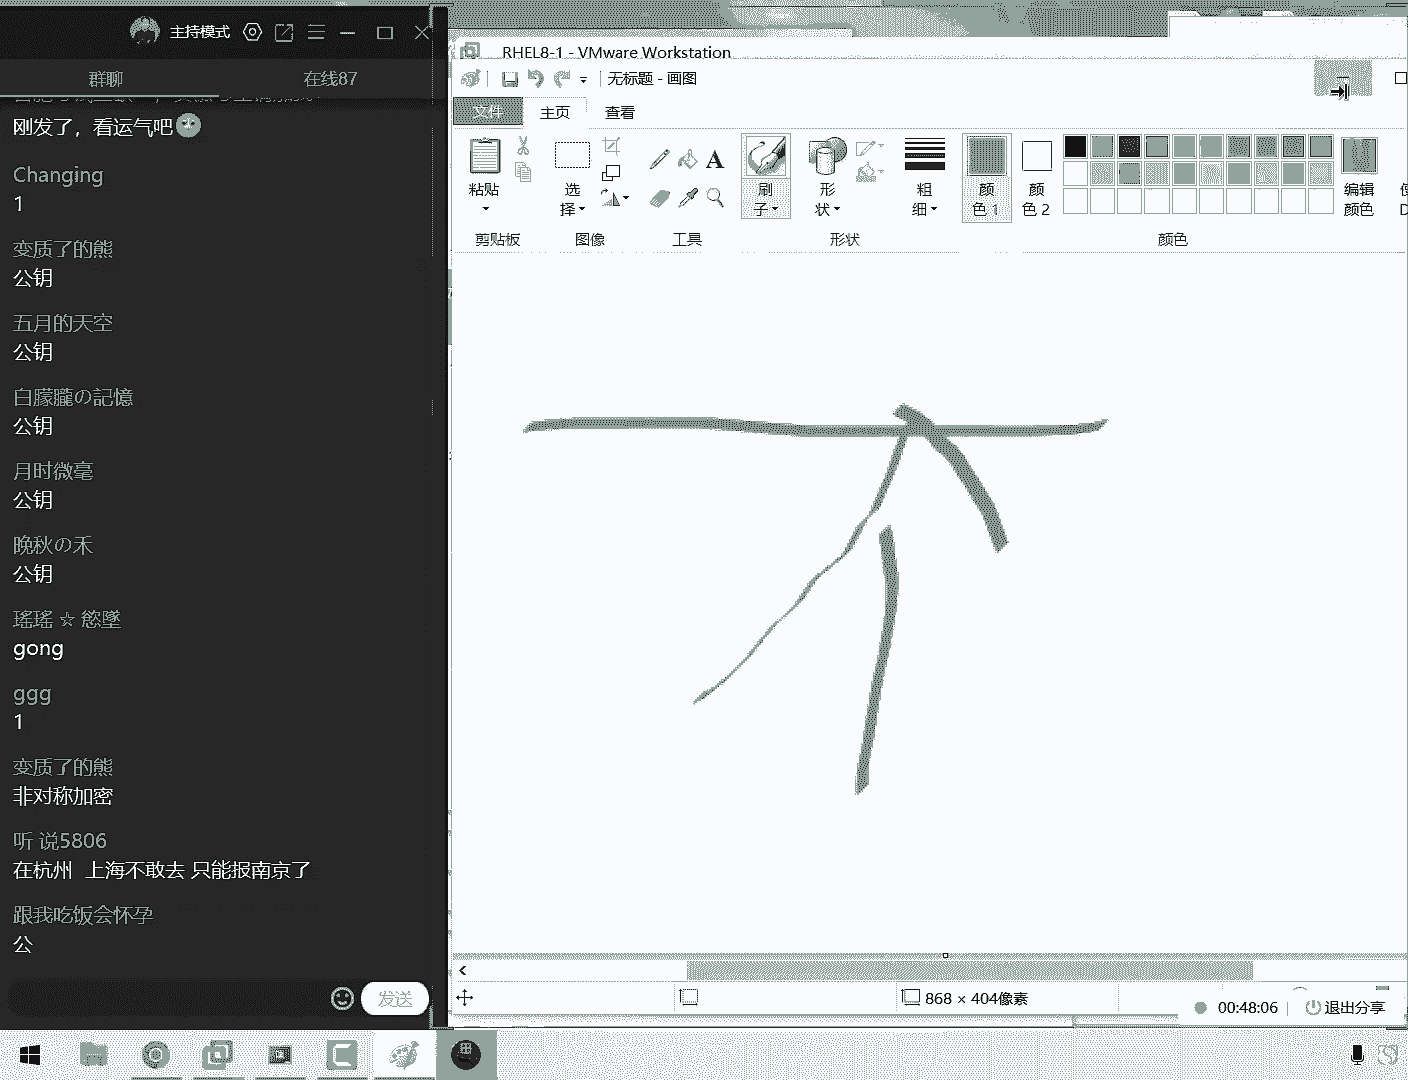 主持模式
群聊
在线87
刚发了，看运气吧
Changing
1
变质了的熊
公钥
五月的天空
公钥
白朦朧の記憶
公钥
月时微毫
公钥
晚秋の禾
公钥
瑤瑤 ☆ 慾墜
gong
ggg
1
变质了的熊
非对称加密
听 说5806
在杭州 上海不敢去 只能报南京了
跟我吃饭会怀孕
公
发送
RHEL8-1 - VMware Workstation
无标题 - 画图
文件
主页
查看
粘贴
选择
刷子
形状
粗细
颜色 1
颜色 2
编辑颜色
剪贴板
图像
工具
形状
颜色
868 × 404像素
00:48:06
退出分享